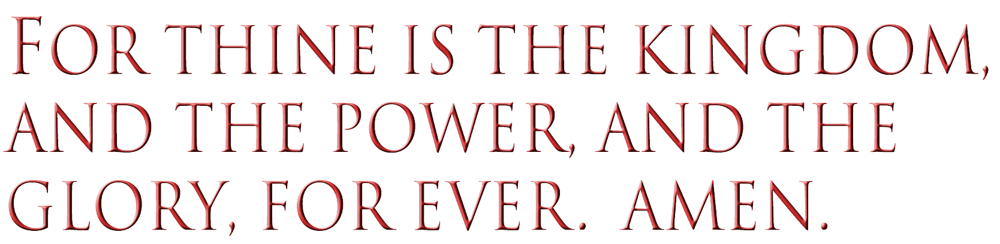 FOR THINE IS THE KINGDOM,
AND THE POWER, AND THE
GLORY, FOR EVER. AMEN.